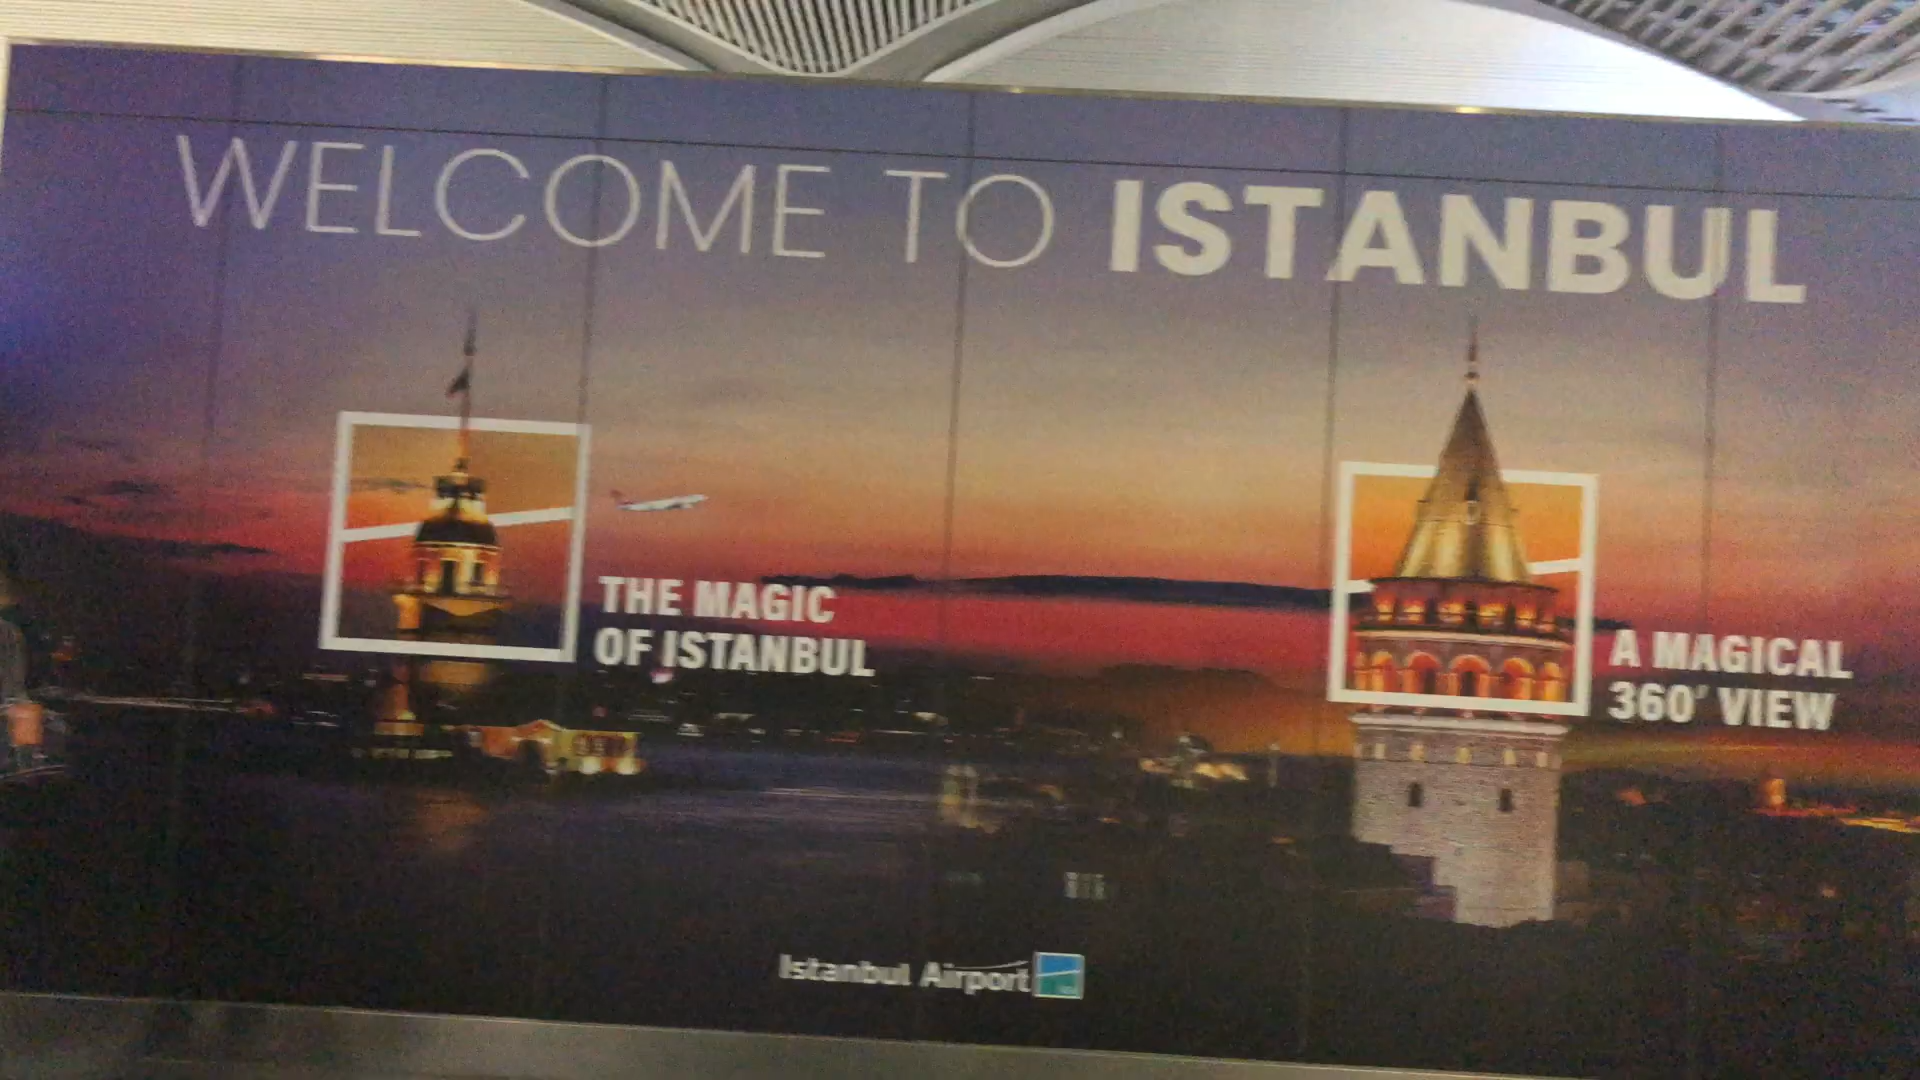 WELCOME TO ISTANBUL
THE MAGIC
OF ISTANBUL
A MAGICAL
360' VIEW
Istanbul Airport